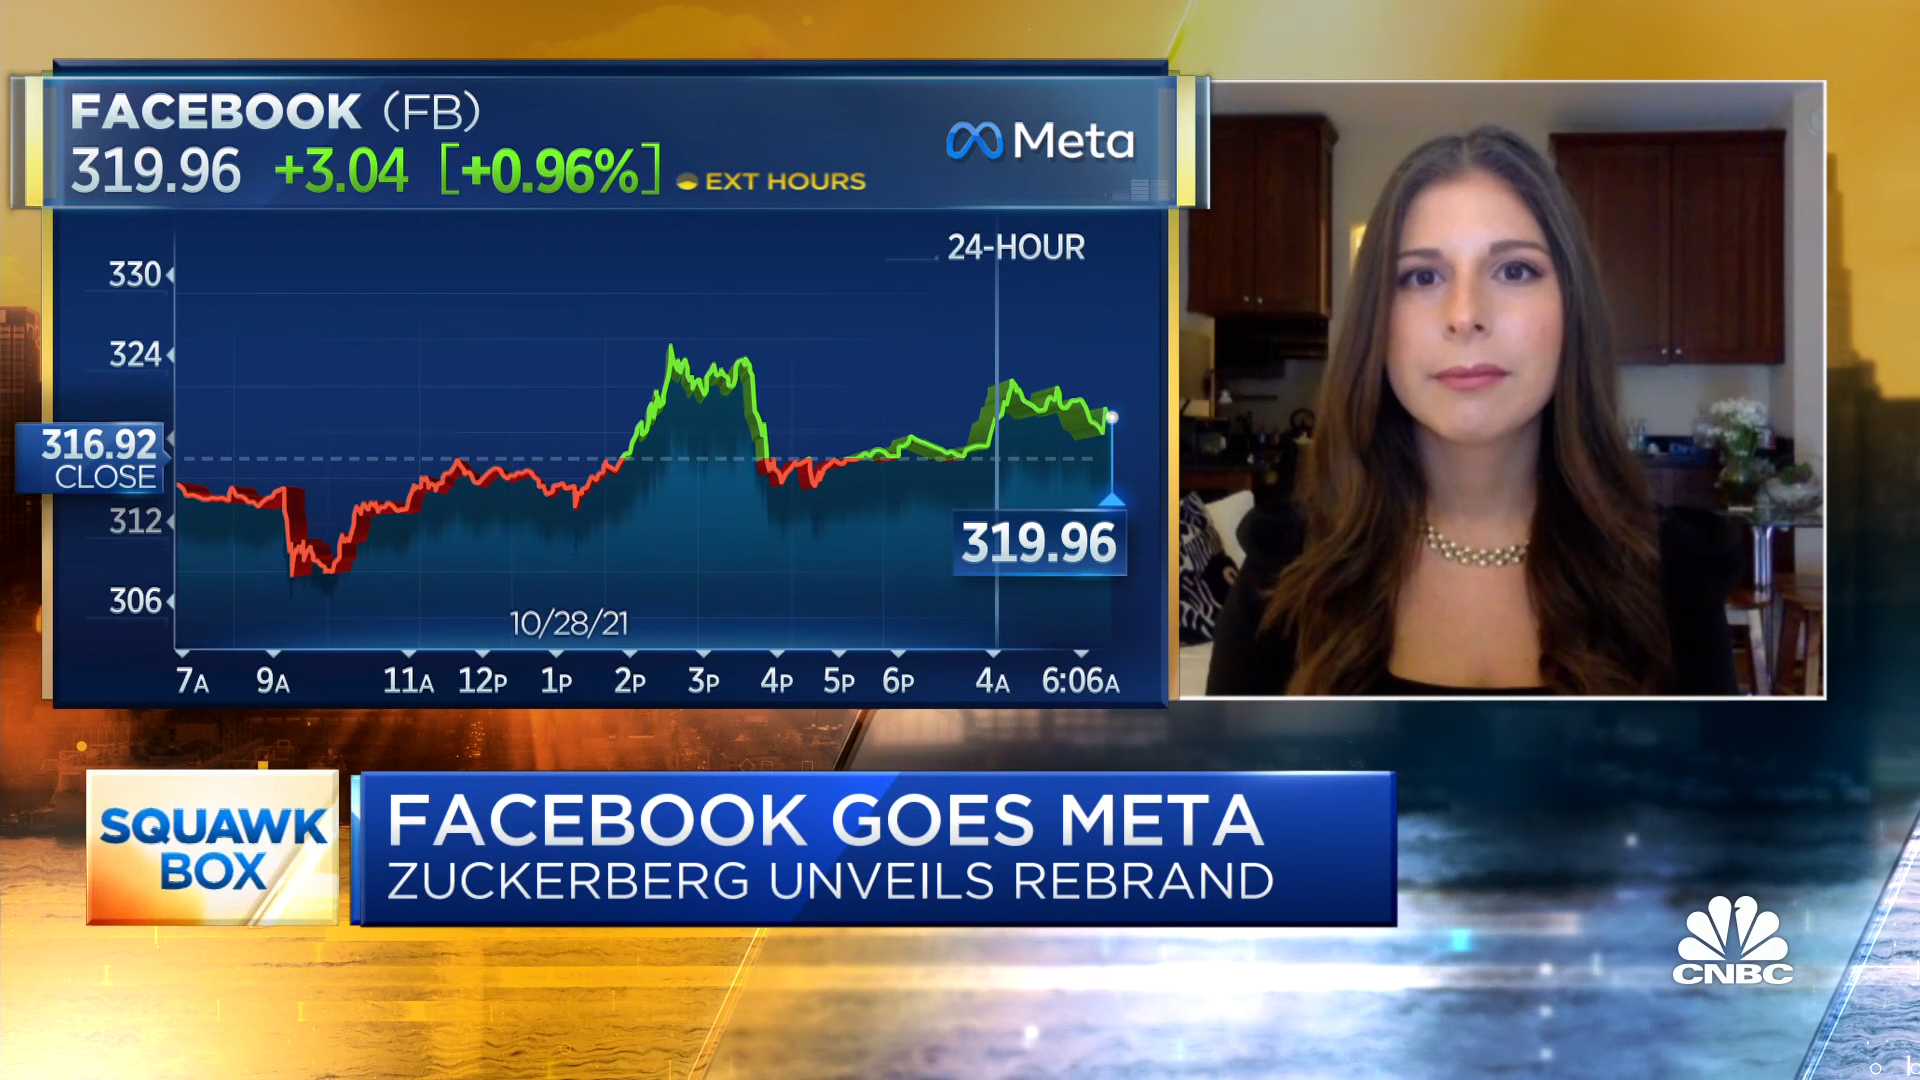 FACEBOOK (FB)
319.96 +3.04 [+0.96%] EXT HOURS
Meta
24-HOUR
330
324
316.92
CLOSE
312
306
319.96
10/28/21
7A 9A 11A 12P 1P 2P 3P 4P 5P 6P 4A 6:06A
SQUAWK
BOX
FACEBOOK GOES META
ZUCKERBERG UNVEILS REBRAND
CNBC